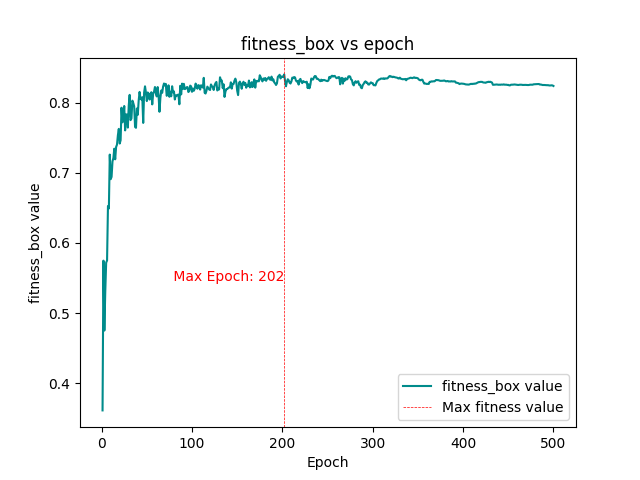 fitness_box vs epoch
fitness_box value
0.8
0.7
0.6
0.5
0.4
Max Epoch: 202
fitness_box value
Max fitness value
0
100
200
300
400
500
Epoch